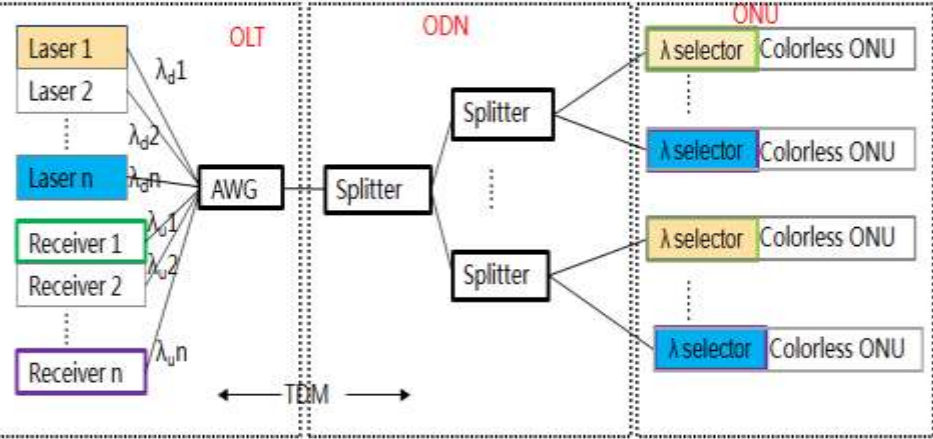 OLT
ODN
ONU
Laser 1
Laser 2
Laser n
Receiver 1
Receiver 2
Receiver n
λd1
λd2
λdn
λu1
λu2
λun
AWG
Splitter
Splitter
Splitter
λ selector Colorless ONU
λ selector Colorless ONU
λ selector Colorless ONU
λ selector Colorless ONU
TDM